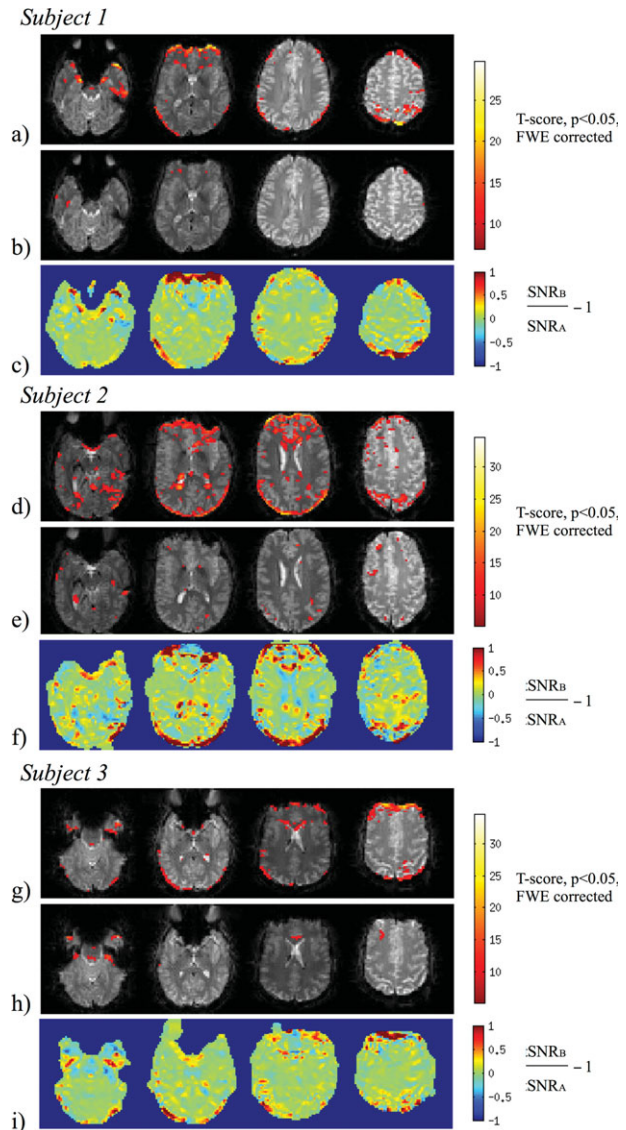 Subject 1
a)
25
20
15
10
T-score, p<0.05,
FWE corrected
b)
c)
1
0.5
0
-0.5
-1
SNRB
SNRA
− 1
Subject 2
d)
30
25
20
15
10
T-score, p<0.05,
FWE corrected
e)
f)
1
0.5
0
-0.5
-1
:SNRB
:SNRA
− 1
Subject 3
g)
30
25
20
15
10
T-score, p<0.05,
FWE corrected
h)
i)
1
0.5
0
-0.5
-1
:SNRB
:SNRA
− 1